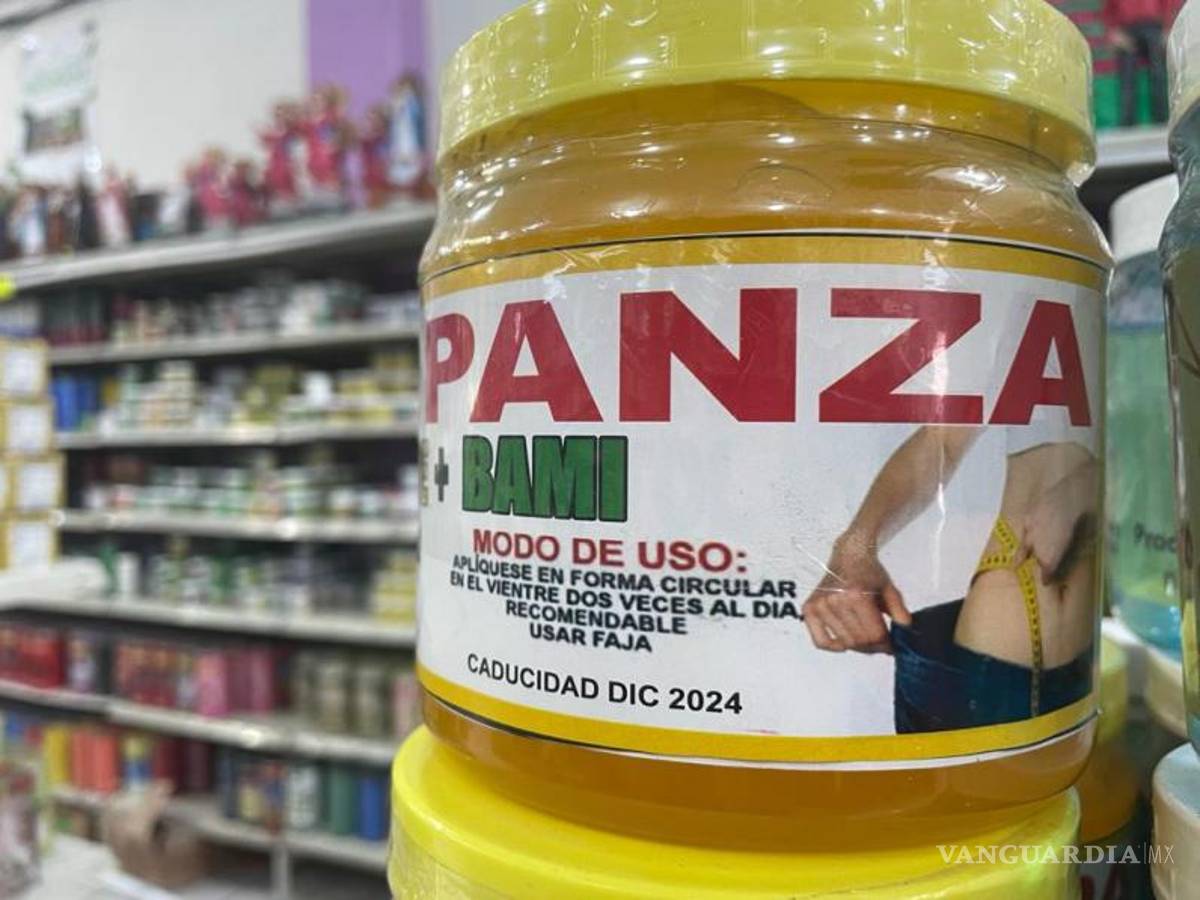 PANZA
+ BAMI
MODO DE USO:
APLÍQUESE EN FORMA CIRCULAR
EN EL VIENTRE DOS VECES AL DIA,
RECOMENDABLE
USAR FAJA
CADUCIDAD DIC 2024
VANGUARDIA|MX